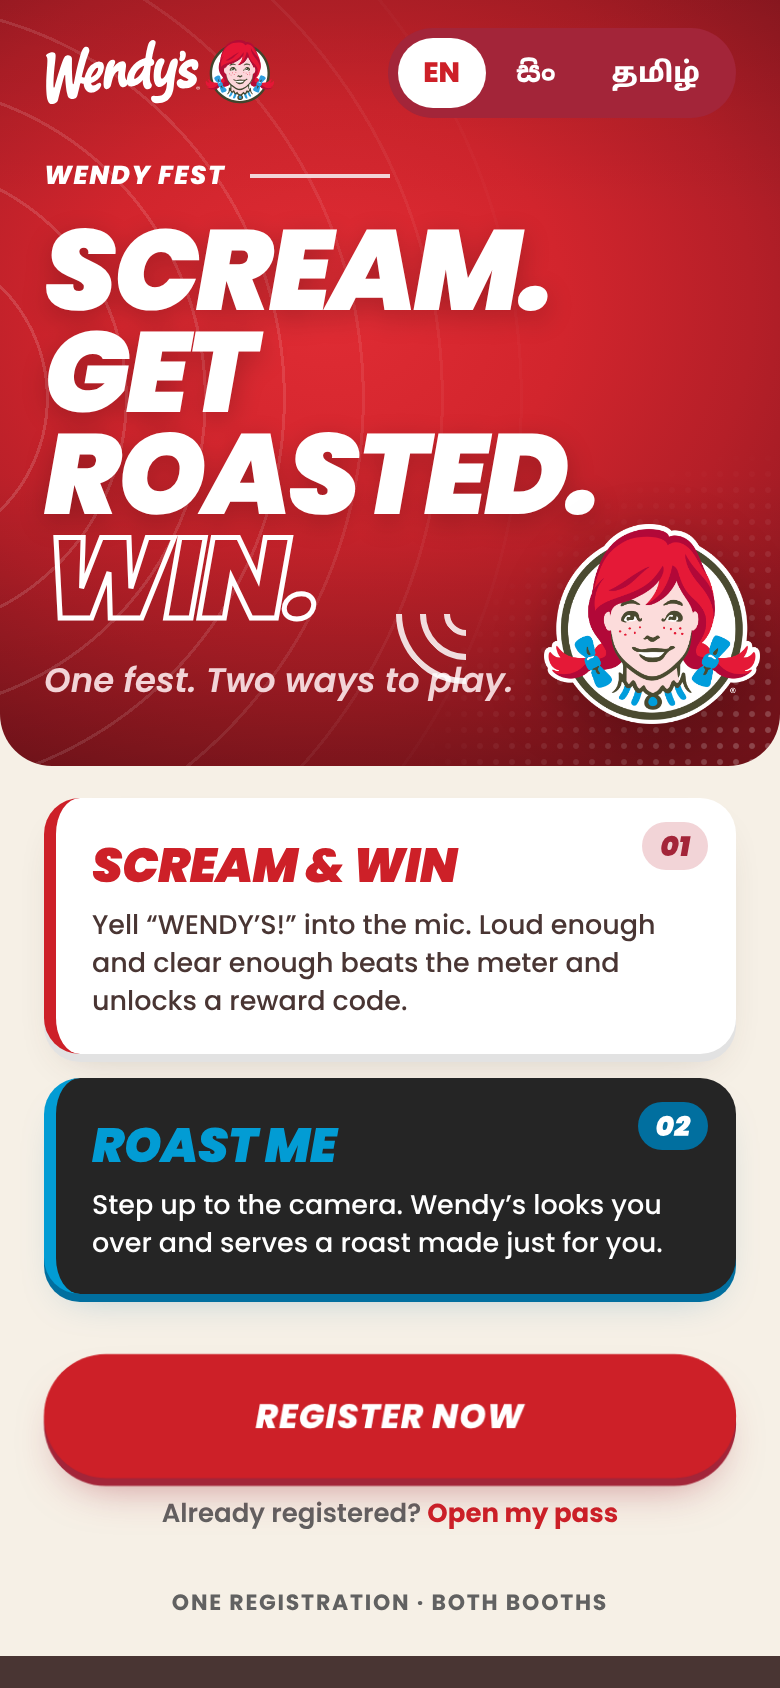 Wendy's
EN
සිං
தமிழ்
WENDY FEST
SCREAM.
GET
ROASTED.
WIN.
One fest. Two ways to play.
01
SCREAM & WIN
Yell “WENDY’S!” into the mic. Loud enough
and clear enough beats the meter and
unlocks a reward code.
02
ROAST ME
Step up to the camera. Wendy’s looks you
over and serves a roast made just for you.
REGISTER NOW
Already registered? Open my pass
ONE REGISTRATION · BOTH BOOTHS